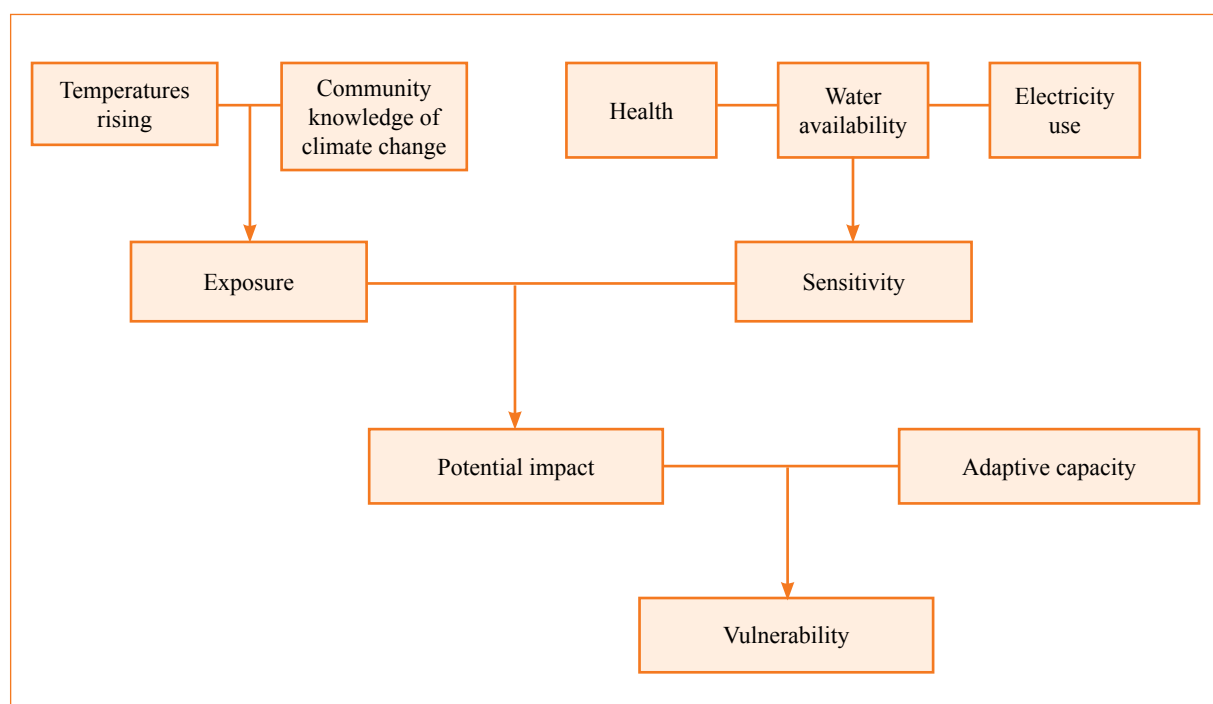 Temperatures
rising
Community
knowledge of
climate change
Health
Water
availability
Electricity
use
Exposure
Sensitivity
Potential impact
Adaptive capacity
Vulnerability